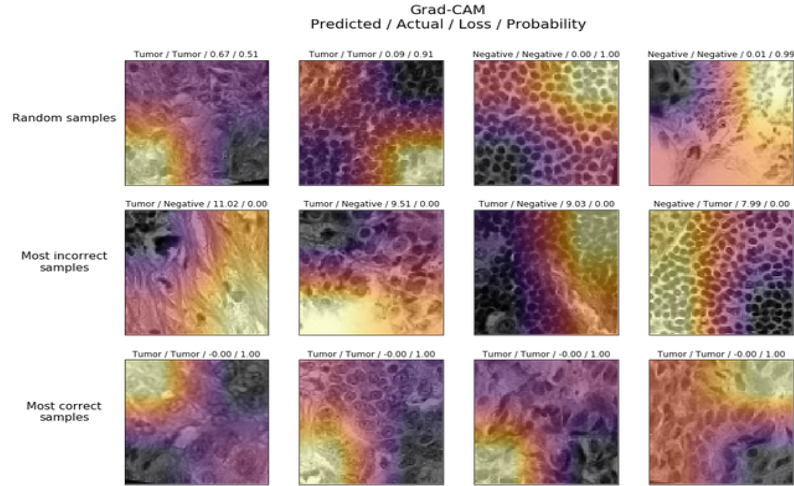 Grad-CAM
Predicted / Actual / Loss / Probability
Tumor / Tumor / 0.67 / 0.51
Tumor / Tumor / 0.09 / 0.91
Negative / Negative / 0.00 / 1.00
Negative / Negative / 0.01 / 0.99
Random samples
Tumor / Negative / 11.02 / 0.00
Tumor / Negative / 9.51 / 0.00
Tumor / Negative / 9.03 / 0.00
Negative / Tumor / 7.99 / 0.00
Most incorrect
samples
Tumor / Tumor / -0.00 / 1.00
Tumor / Tumor / -0.00 / 1.00
Tumor / Tumor / -0.00 / 1.00
Tumor / Tumor / -0.00 / 1.00
Most correct
samples